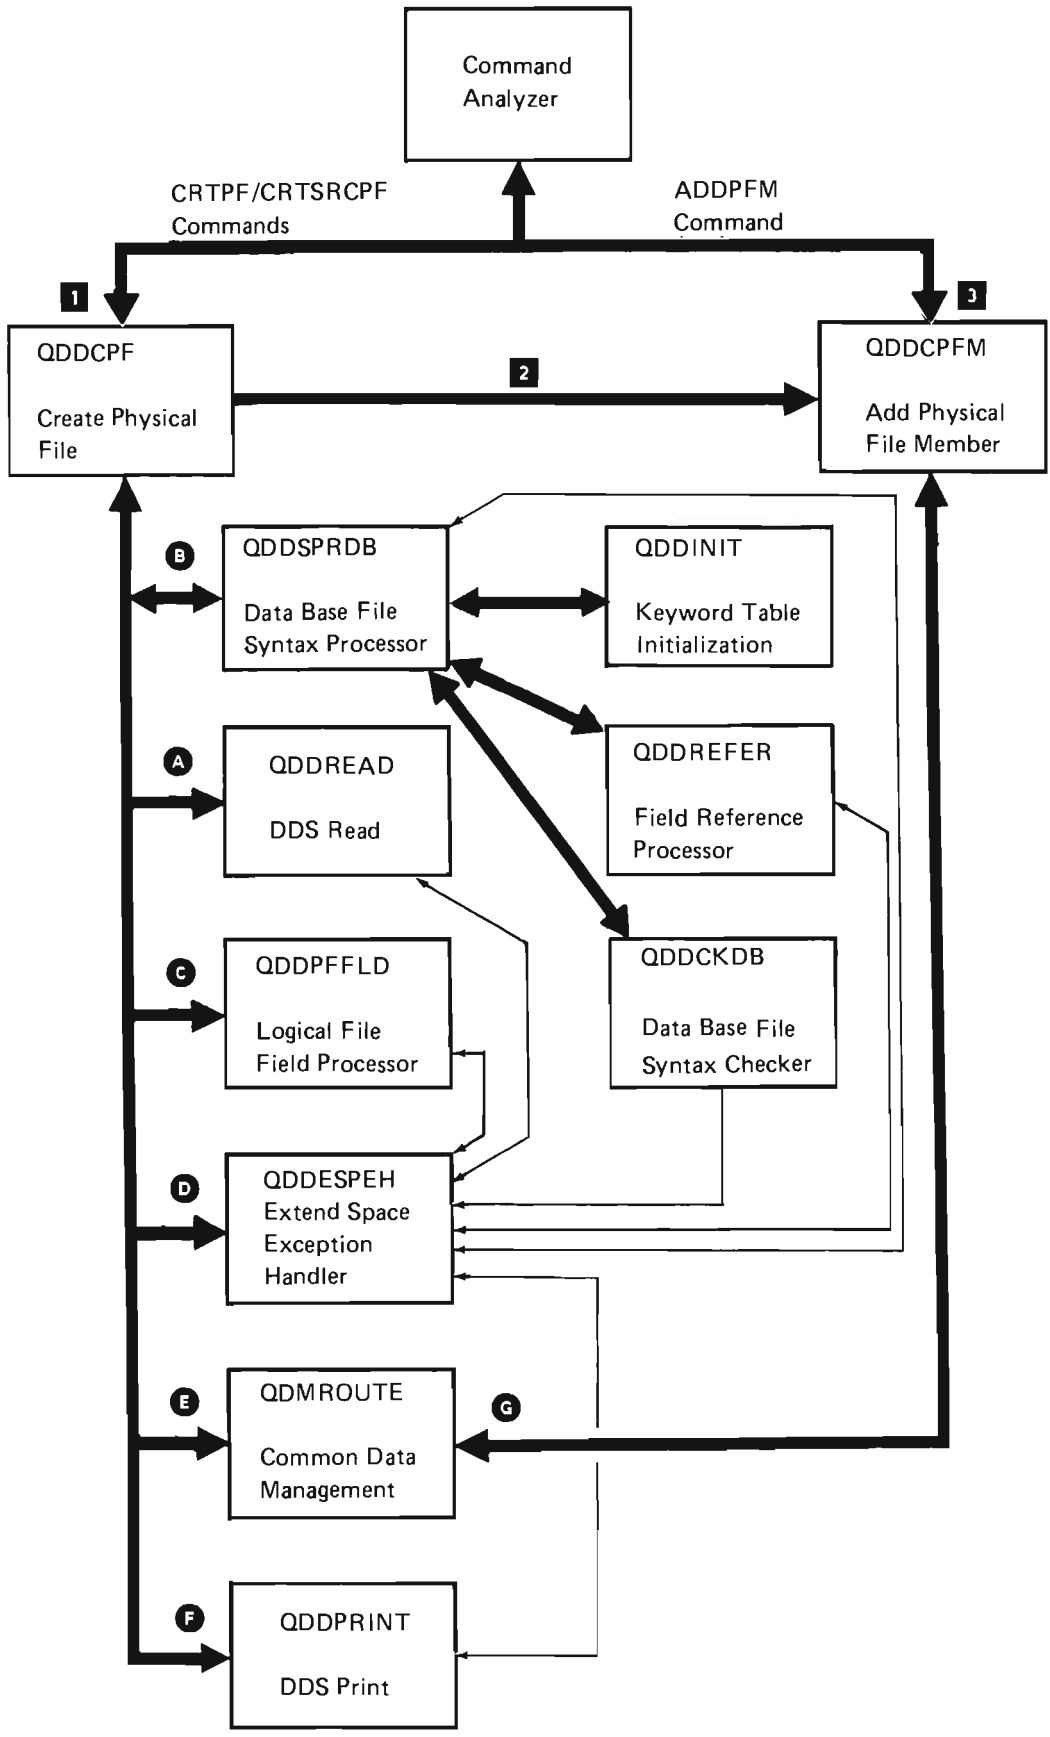 Command
Analyzer
CRTPF/CRTSRCPF
Commands
ADDPFM
Command
1
3
QDDCPF
Create Physical
File
2
QDDCPFM
Add Physical
File Member
B
QDDSPRDB
Data Base File
Syntax Processor
QDDINIT
Keyword Table
Initialization
A
QDDREAD
DDS Read
QDDREFER
Field Reference
Processor
C
QDDPFFLD
Logical File
Field Processor
QDDCKDB
Data Base File
Syntax Checker
D
QDDESPEH
Extend Space
Exception
Handler
E
QDMROUTE
Common Data
Management
G
F
QDDPRINT
DDS Print